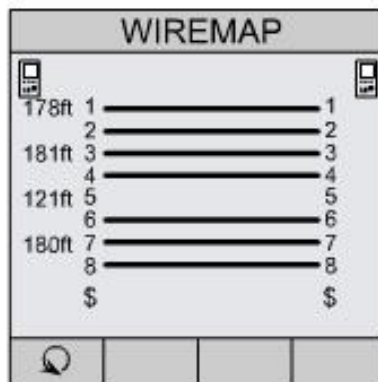 WIREMAP
178ft 1 1
2 2
181ft 3 3
4 4
121ft 5 5
6 6
180ft 7 7
8 8
$ $